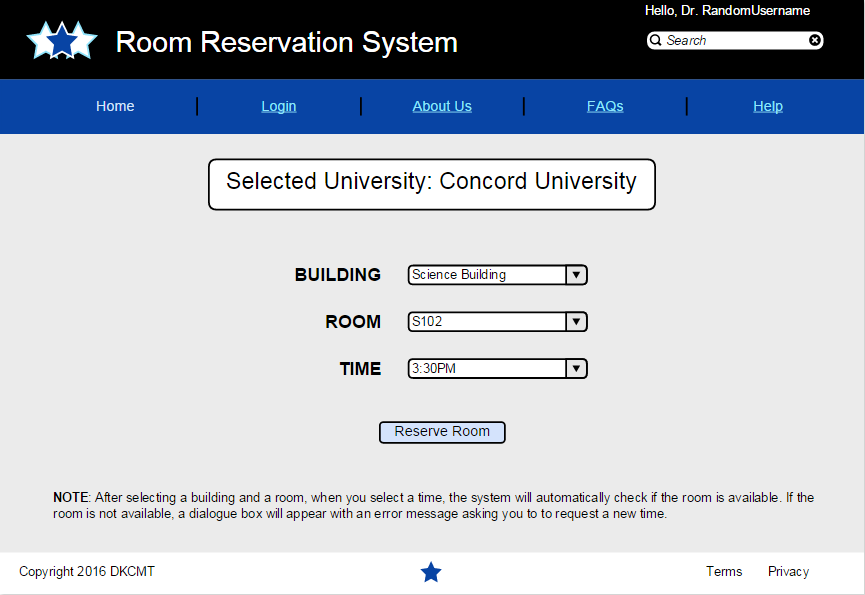 Hello, Dr. RandomUsername
Room Reservation System
Search
Home
Login
About Us
FAQs
Help
Selected University: Concord University
BUILDING
Science Building
ROOM
S102
TIME
3:30PM
Reserve Room
NOTE: After selecting a building and a room, when you select a time, the system will automatically check if the room is available. If the
room is not available, a dialogue box will appear with an error message asking you to to request a new time.
Copyright 2016 DKCMT
Terms
Privacy